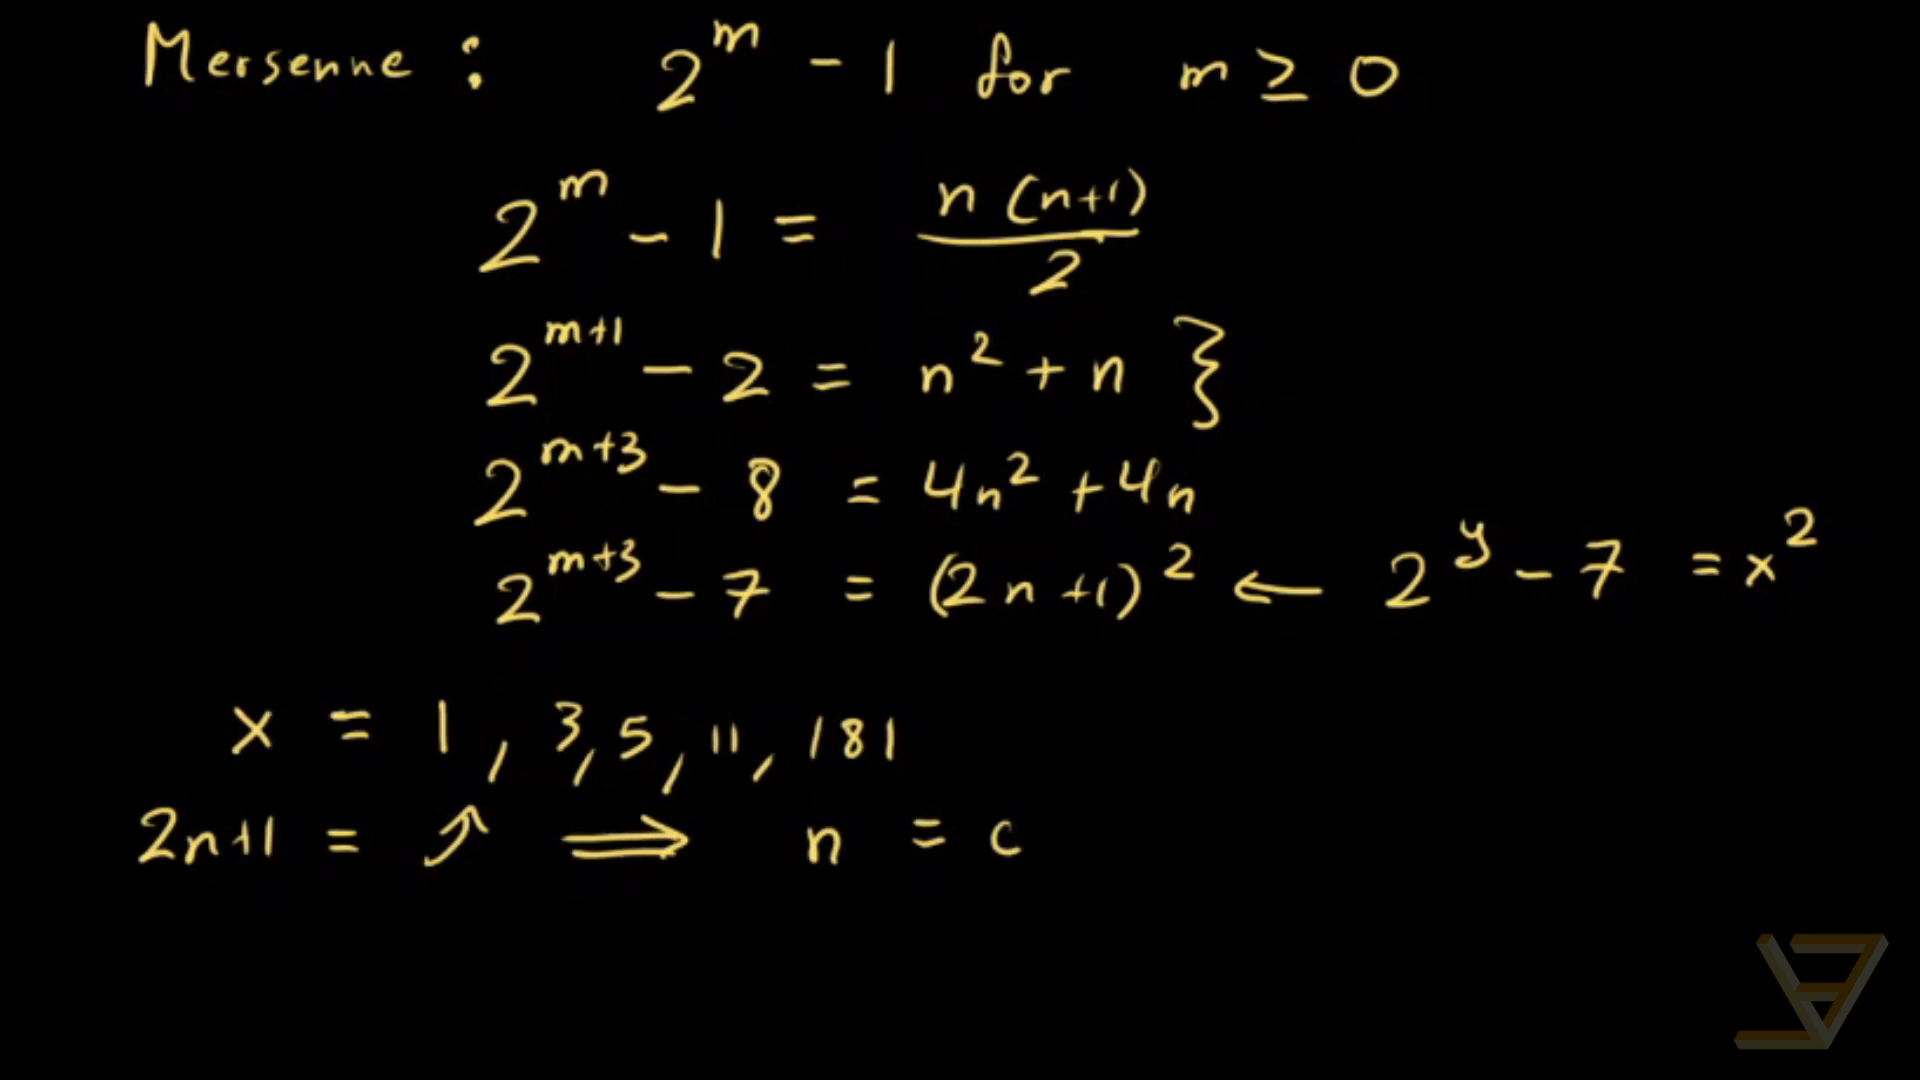 Mersenne : 2^m - 1 for m ≥ 0
2^m - 1 = n(n+1)/2
2^{m+1} - 2 = n^2 + n }
2^{m+3} - 8 = 4n^2 + 4n
2^{m+3} - 7 = (2n+1)^2 ← 2^y - 7 = x^2
x = 1, 3, 5, 11, 181
2n+1 = ↗ ⟹ n = c